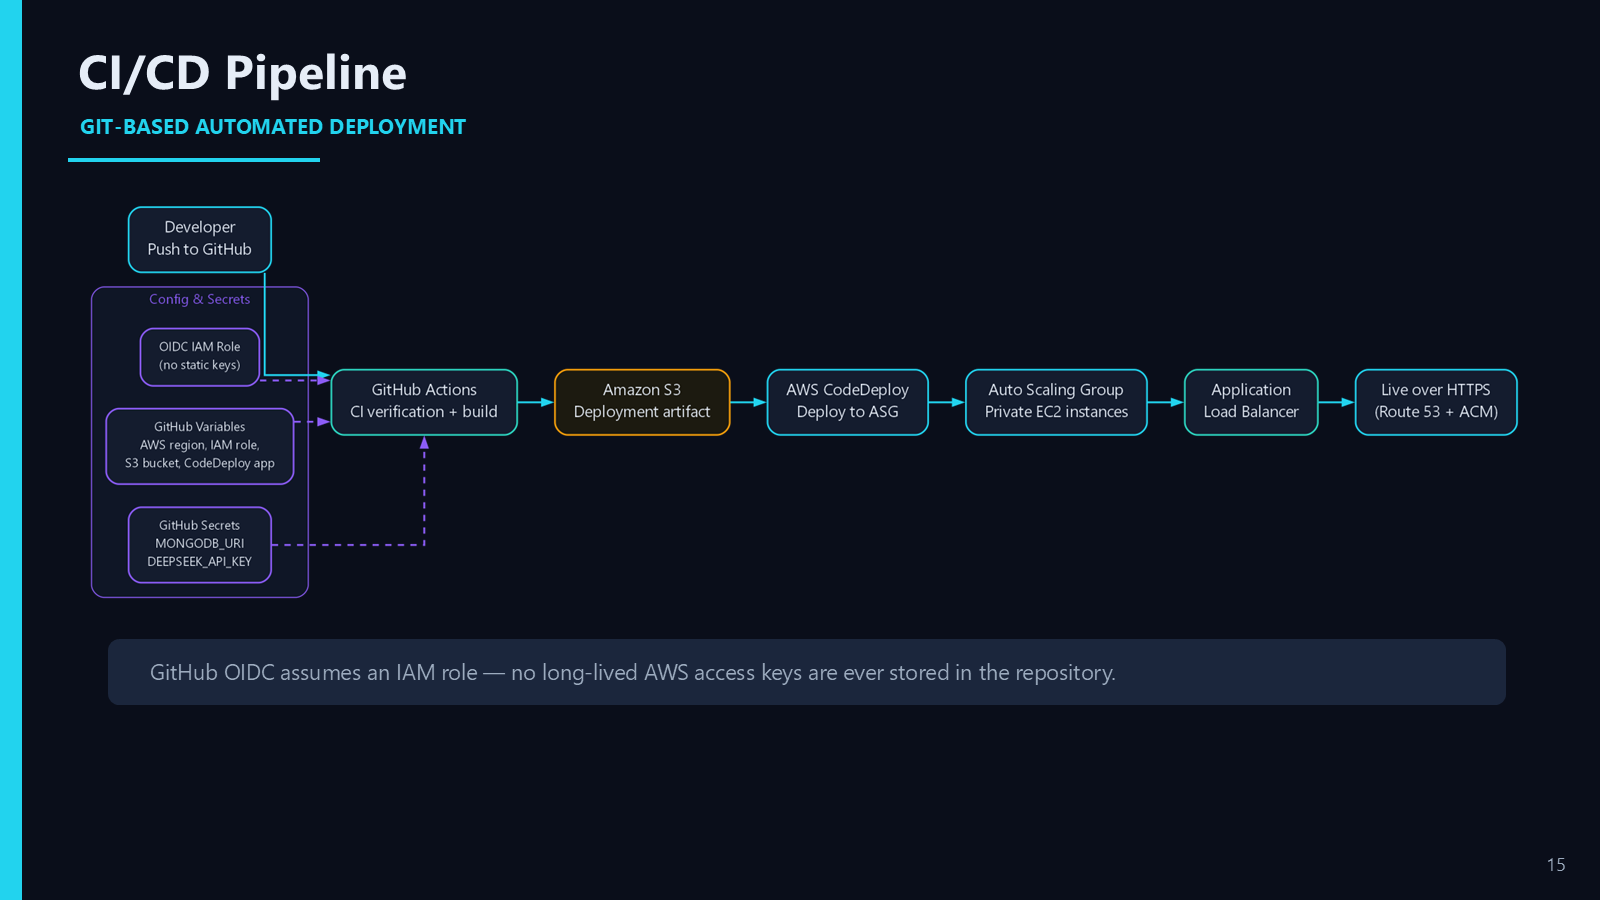 CI/CD Pipeline
GIT-BASED AUTOMATED DEPLOYMENT
Developer
Push to GitHub
Config & Secrets
OIDC IAM Role
(no static keys)
GitHub Variables
AWS region, IAM role,
S3 bucket, CodeDeploy app
GitHub Secrets
MONGODB_URI
DEEPSEEK_API_KEY
GitHub Actions
CI verification + build
Amazon S3
Deployment artifact
AWS CodeDeploy
Deploy to ASG
Auto Scaling Group
Private EC2 instances
Application
Load Balancer
Live over HTTPS
(Route 53 + ACM)
GitHub OIDC assumes an IAM role — no long-lived AWS access keys are ever stored in the repository.
15